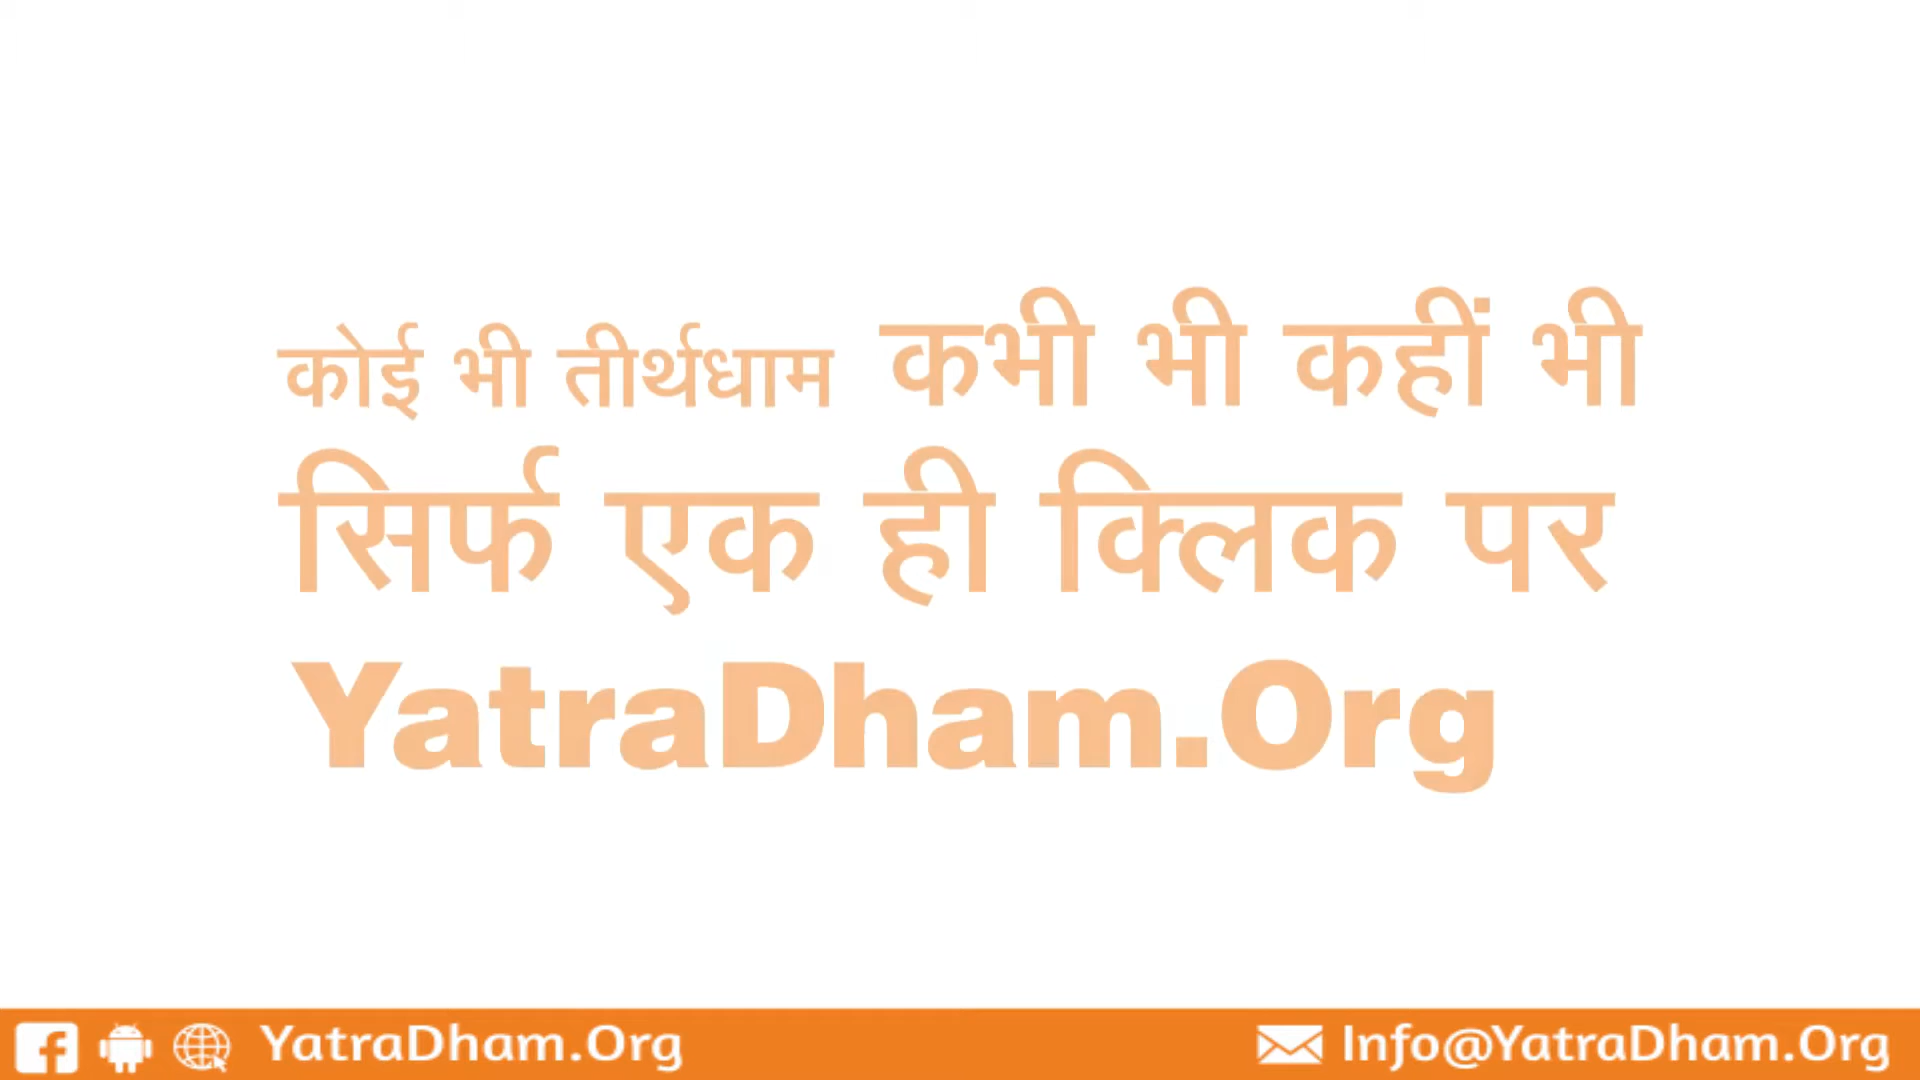 कोई भी तीर्थधाम कभी भी कहीं भी
सिर्फ एक ही क्लिक पर
YatraDham.Org
YatraDham.Org Info@YatraDham.Org